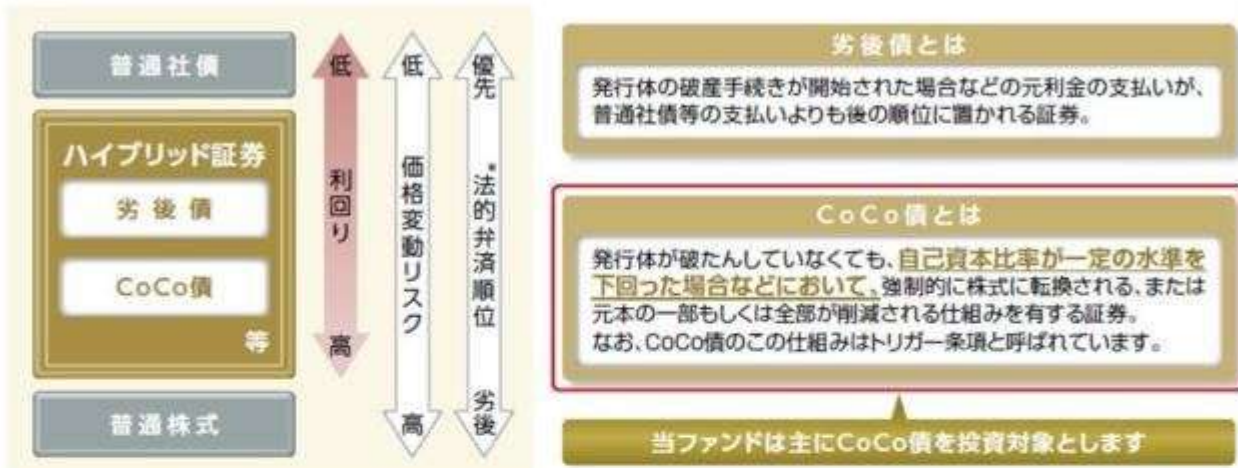 普通社債
ハイブリッド証券
劣後債
CoCo債
等
普通株式
低
利回り
高
低
価格変動リスク
高
優先
*法的弁済順位
劣後
劣後債とは
発行体の破産手続きが開始された場合などの元利金の支払いが、
普通社債等の支払いよりも後の順位に置かれる証券。
CoCo債とは
発行体が破たんしていなくても、自己資本比率が一定の水準を
下回った場合などにおいて、強制的に株式に転換される、または
元本の一部もしくは全部が削減される仕組みを有する証券。
なお、CoCo債のこの仕組みはトリガー条項と呼ばれています。
当ファンドは主にCoCo債を投資対象とします